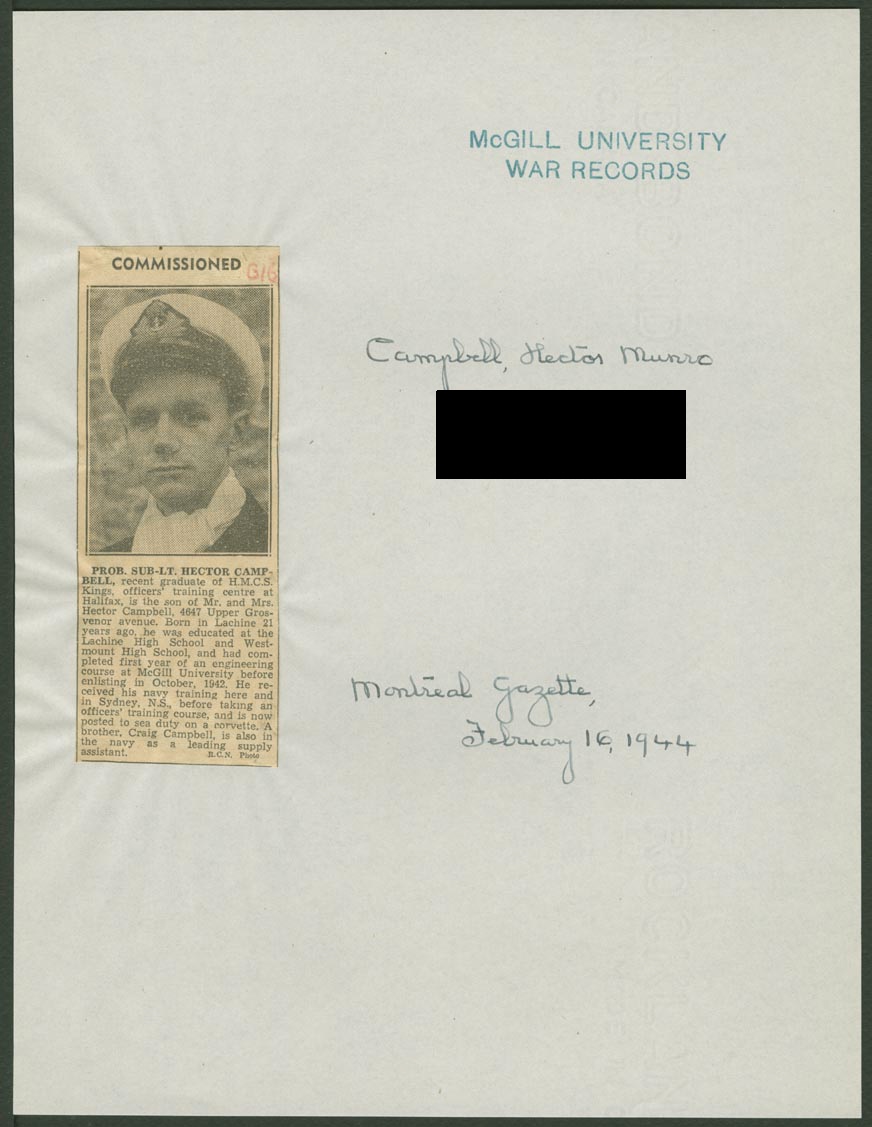 McGILL UNIVERSITY
WAR RECORDS
COMMISSIONED
G/G
Campbell, Hector Munro
PROB. SUB-LT. HECTOR CAMP-
BELL, recent graduate of H.M.C.S.
Kings, officers' training centre at
Halifax, is the son of Mr. and Mrs.
Hector Campbell, 4647 Upper Gros-
venor avenue. Born in Lachine 21
years ago, he was educated at the
Lachine High School and West-
mount High School, and had com-
pleted first year of an engineering
course at McGill University before
enlisting in October, 1942. He re-
ceived his navy training here and
in Sydney, N.S., before taking an
officers' training course, and is now
posted to sea duty on a corvette. A
brother, Craig Campbell, is also in
the navy as a leading supply
assistant.
R.C.N. Photo
Montreal Gazette,
February 16, 1944